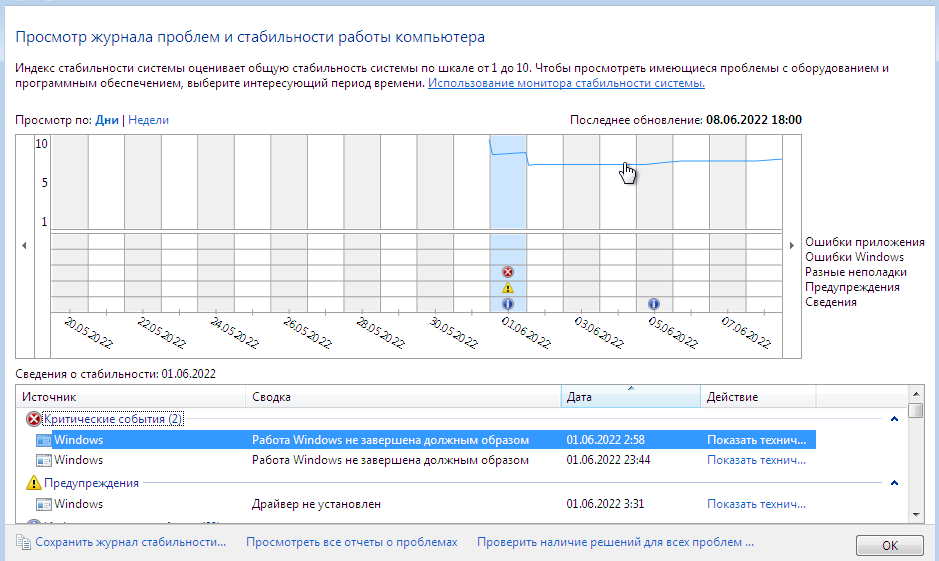 Просмотр журнала проблем и стабильности работы компьютера
Индекс стабильности системы оценивает общую стабильность системы по шкале от 1 до 10. Чтобы просмотреть имеющиеся проблемы с оборудованием и
программным обеспечением, выберите интересующий период времени. Использование монитора стабильности системы.
Просмотр по: Дни | Недели
Последнее обновление: 08.06.2022 18:00
10
5
1
Ошибки приложения
Ошибки Windows
Разные неполадки
Предупреждения
Сведения
20.05.2022 22.05.2022 24.05.2022 26.05.2022 28.05.2022 30.05.2022 01.06.2022 03.06.2022 05.06.2022 07.06.2022
Сведения о стабильности: 01.06.2022
Источник Сводка Дата Действие
Критические события (2)
Windows Работа Windows не завершена должным образом 01.06.2022 2:58 Показать технич...
Windows Работа Windows не завершена должным образом 01.06.2022 23:44 Показать технич...
Предупреждения
Windows Драйвер не установлен 01.06.2022 3:31 Показать технич...
Сохранить журнал стабильности... Просмотреть все отчеты о проблемах Проверить наличие решений для всех проблем ...
ОК